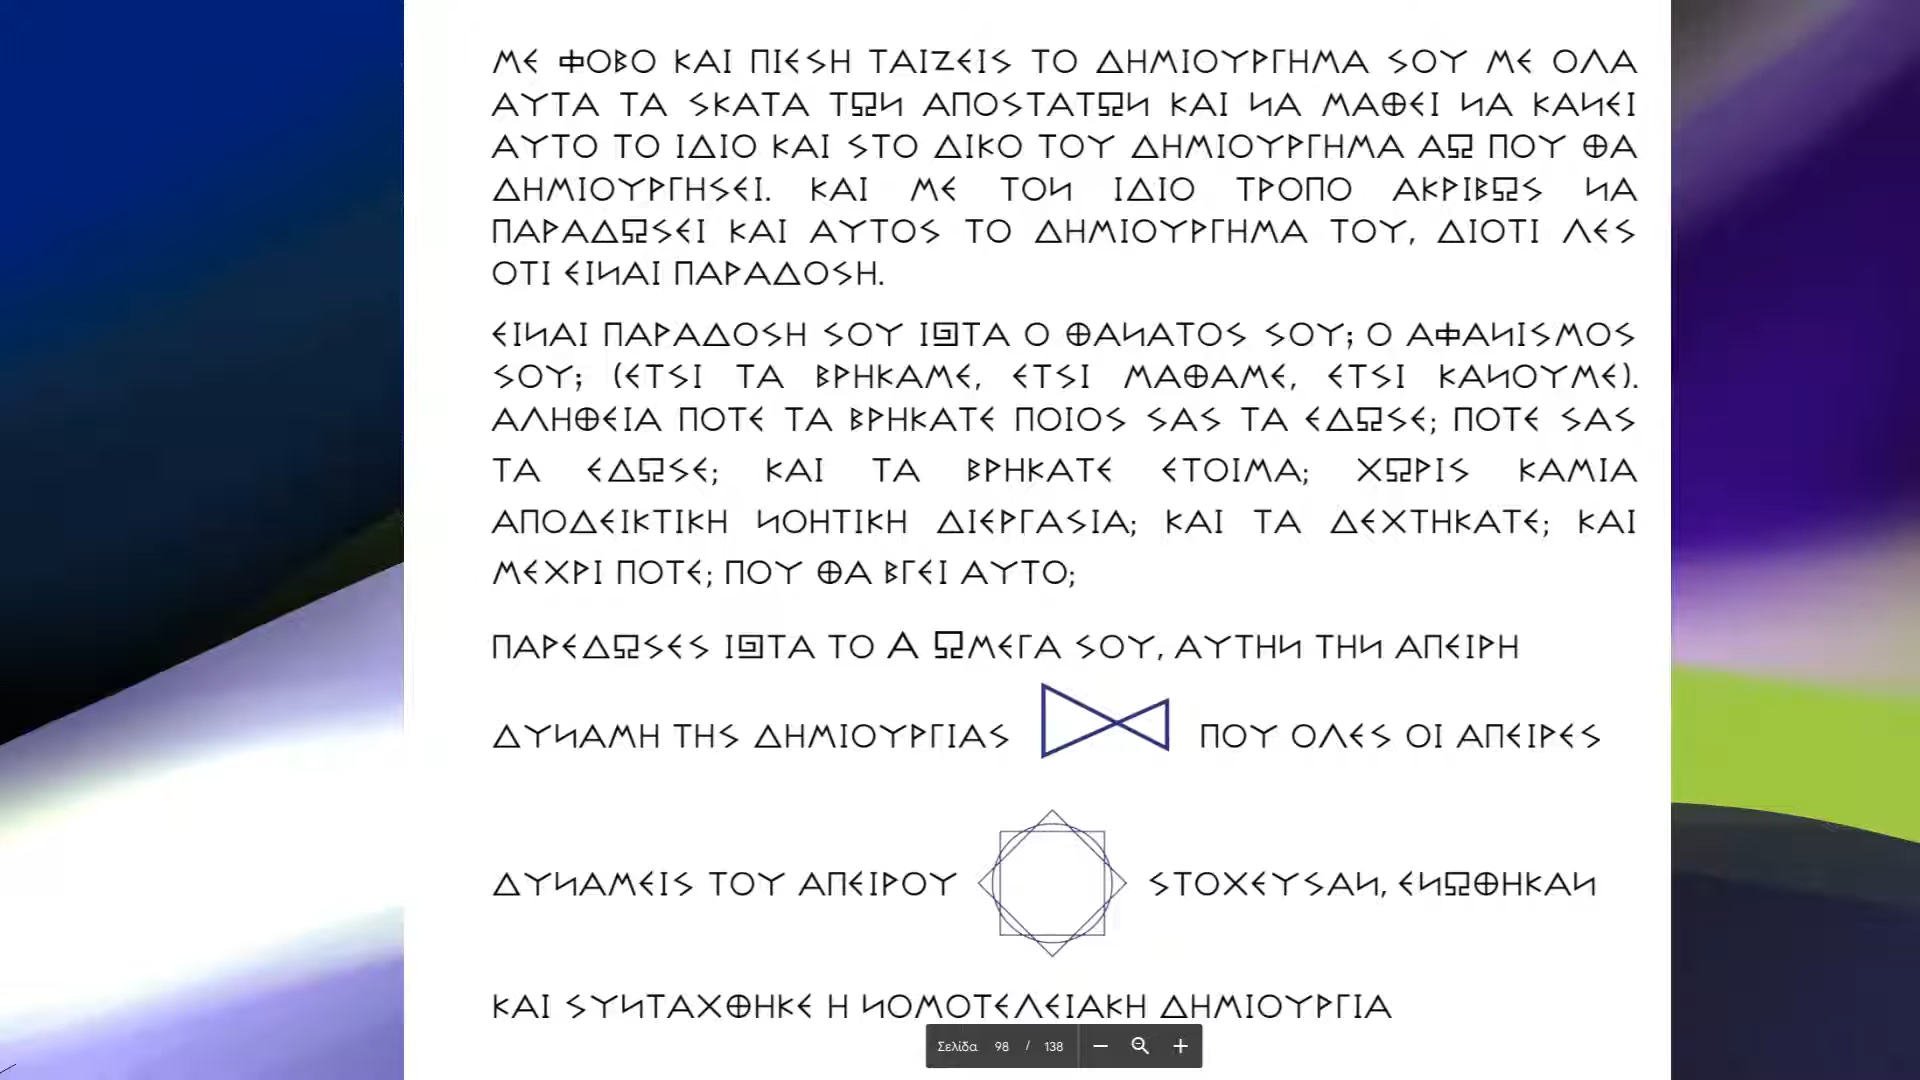 ΜΕ ΦΟΒΟ ΚΑΙ ΠΙΕΣΗ ΤΑΙΖΕΙΣ ΤΟ ΔΗΜΙΟΥΡΓΗΜΑ ΣΟΥ ΜΕ ΟΛΑ
ΑΥΤΑ ΤΑ ΣΚΑΤΑ ΤΩΝ ΑΠΟΣΤΑΤΩΝ ΚΑΙ ΝΑ ΜΑΘΕΙ ΝΑ ΚΑΝΕΙ
ΑΥΤΟ ΤΟ ΙΔΙΟ ΚΑΙ ΣΤΟ ΔΙΚΟ ΤΟΥ ΔΗΜΙΟΥΡΓΗΜΑ ΑΩ ΠΟΥ ΘΑ
ΔΗΜΙΟΥΡΓΗΣΕΙ. ΚΑΙ ΜΕ ΤΟΝ ΙΔΙΟ ΤΡΟΠΟ ΑΚΡΙΒΩΣ ΝΑ
ΠΑΡΑΔΩΣΕΙ ΚΑΙ ΑΥΤΟΣ ΤΟ ΔΗΜΙΟΥΡΓΗΜΑ ΤΟΥ, ΔΙΟΤΙ ΛΕΣ
ΟΤΙ ΕΙΝΑΙ ΠΑΡΑΔΟΣΗ.
ΕΙΝΑΙ ΠΑΡΑΔΟΣΗ ΣΟΥ ΙΩΤΑ Ο ΘΑΝΑΤΟΣ ΣΟΥ; Ο ΑΦΑΝΙΣΜΟΣ
ΣΟΥ; (ΕΤΣΙ ΤΑ ΒΡΗΚΑΜΕ, ΕΤΣΙ ΜΑΘΑΜΕ, ΕΤΣΙ ΚΑΝΟΥΜΕ).
ΑΛΗΘΕΙΑ ΠΟΤΕ ΤΑ ΒΡΗΚΑΤΕ ΠΟΙΟΣ ΣΑΣ ΤΑ ΕΔΩΣΕ; ΠΟΤΕ ΣΑΣ
ΤΑ ΕΔΩΣΕ; ΚΑΙ ΤΑ ΒΡΗΚΑΤΕ ΕΤΟΙΜΑ; ΧΩΡΙΣ ΚΑΜΙΑ
ΑΠΟΔΕΙΚΤΙΚΗ ΝΟΗΤΙΚΗ ΔΙΕΡΓΑΣΙΑ; ΚΑΙ ΤΑ ΔΕΧΤΗΚΑΤΕ; ΚΑΙ
ΜΕΧΡΙ ΠΟΤΕ; ΠΟΥ ΘΑ ΒΓΕΙ ΑΥΤΟ;
ΠΑΡΕΔΩΣΕΣ ΙΩΤΑ ΤΟ Α ΩΜΕΓΑ ΣΟΥ, ΑΥΤΗΝ ΤΗΝ ΑΠΕΙΡΗ
ΔΥΝΑΜΗ ΤΗΣ ΔΗΜΙΟΥΡΓΙΑΣ ΠΟΥ ΟΛΕΣ ΟΙ ΑΠΕΙΡΕΣ
ΔΥΝΑΜΕΙΣ ΤΟΥ ΑΠΕΙΡΟΥ ΣΤΟΧΕΥΣΑΝ, ΕΝΩΘΗΚΑΝ
ΚΑΙ ΣΥΝΤΑΧΘΗΚΕ Η ΝΟΜΟΤΕΛΕΙΑΚΗ ΔΗΜΙΟΥΡΓΙΑ
Σελίδα 98 / 138